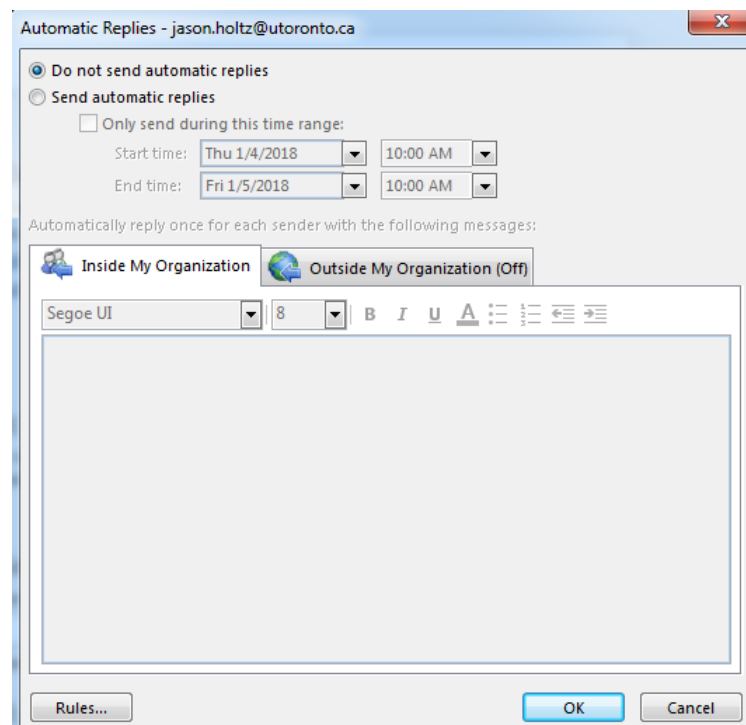 Automatic Replies - jason.holtz@utoronto.ca
Do not send automatic replies
Send automatic replies
Only send during this time range:
Start time: Thu 1/4/2018 10:00 AM
End time: Fri 1/5/2018 10:00 AM
Automatically reply once for each sender with the following messages:
Inside My Organization Outside My Organization (Off)
Segoe UI 8 B I U A
Rules... OK Cancel